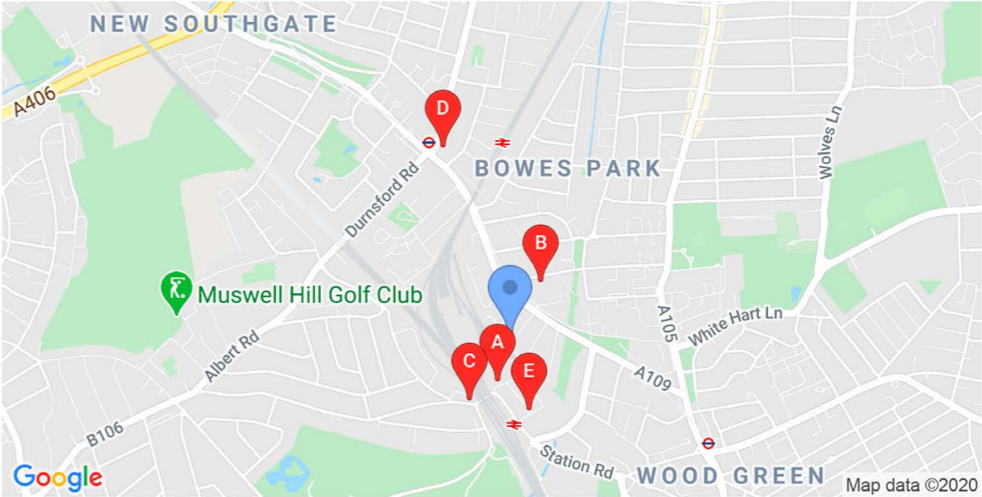 NEW SOUTHGATE
A406
D
BOWES PARK
Wolves Ln
Durnsford Rd
B
Muswell Hill Golf Club
A105
White Hart Ln
Albert Rd
A
C
E
A109
B106
Station Rd
WOOD GREEN
Google
Map data ©2020